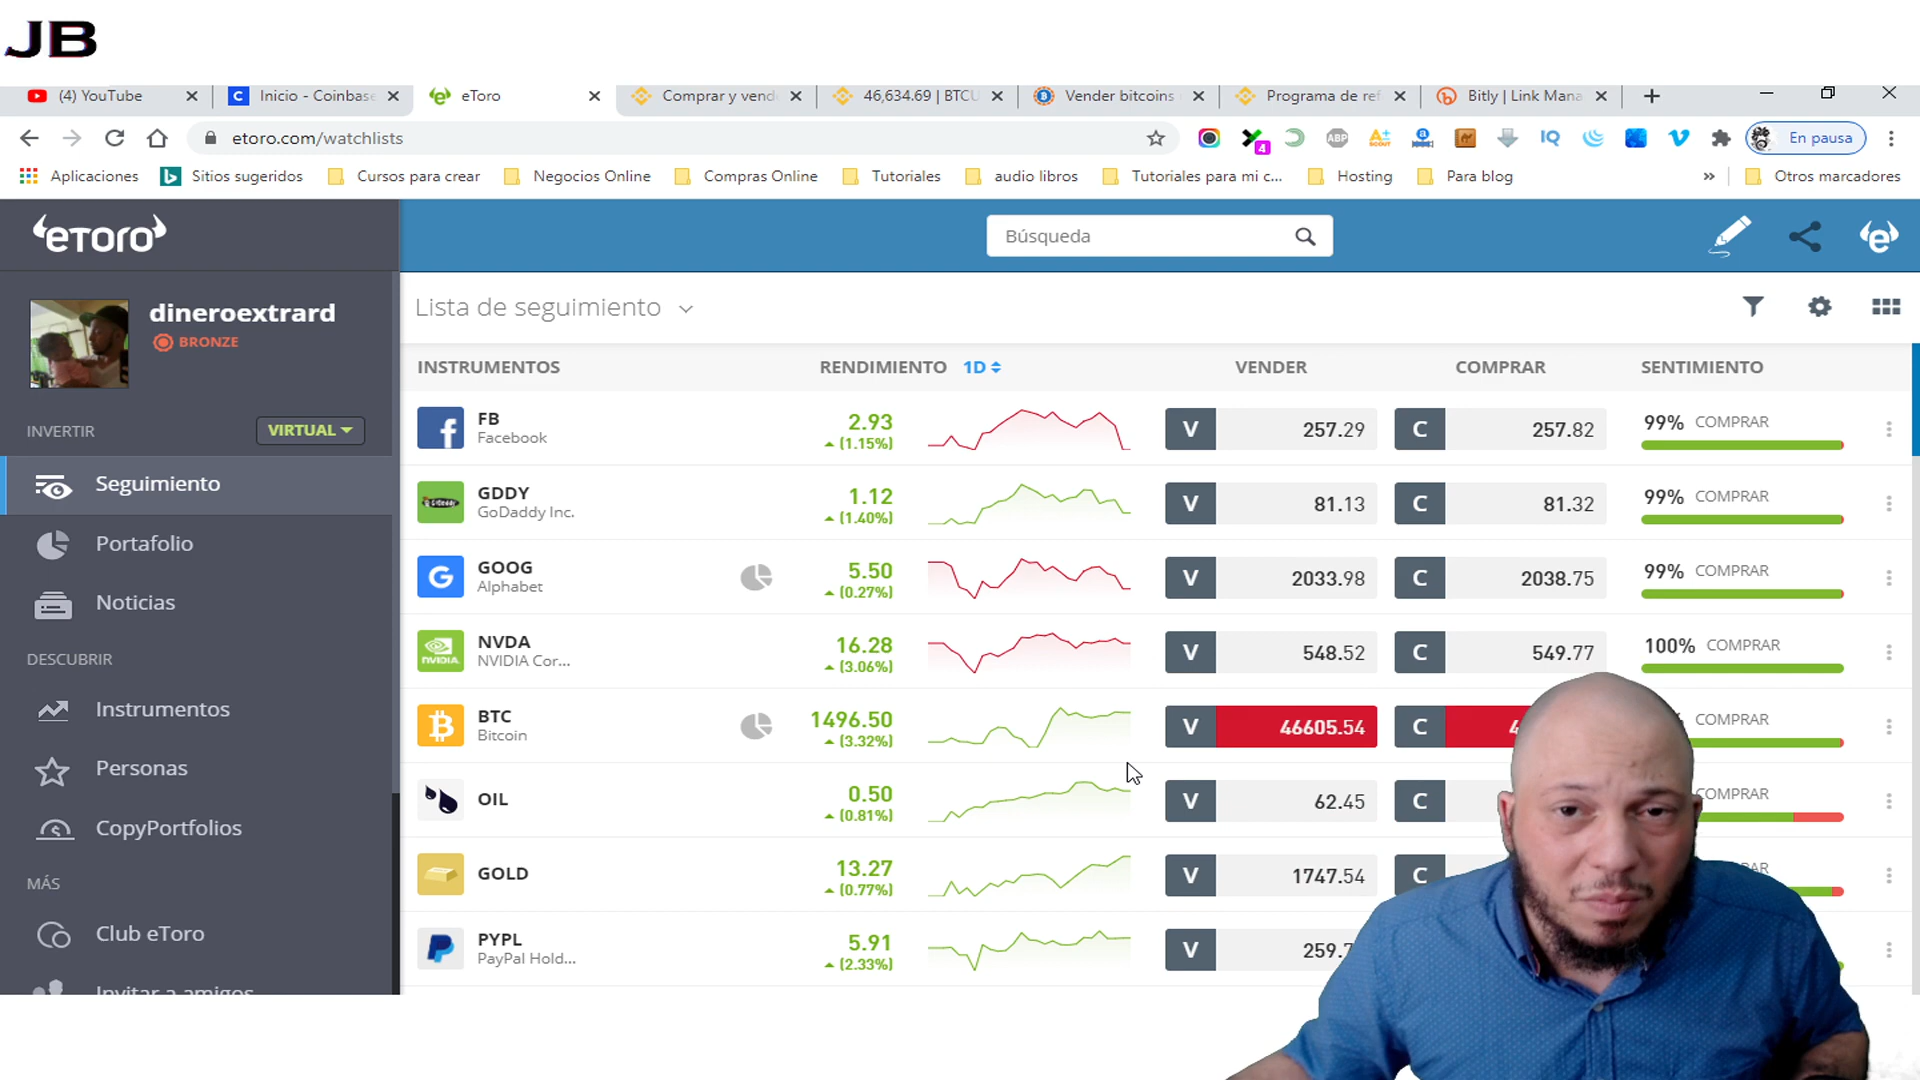 JB
(4) YouTube
Inicio - Coinbase
eToro
Comprar y vend
46,634.69 | BTCU
Vender bitcoins
Programa de ref
Bitly | Link Mana
etoro.com/watchlists
4
ABP
IQ
En pausa
Aplicaciones
Sitios sugeridos
Cursos para crear
Negocios Online
Compras Online
Tutoriales
audio libros
Tutoriales para mi c...
Hosting
Para blog
»
Otros marcadores
eTORO
Búsqueda
dineroextrard
BRONZE
INVERTIR
VIRTUAL
Seguimiento
Portafolio
Noticias
DESCUBRIR
Instrumentos
Personas
CopyPortfolios
MÁS
Club eToro
Invitar a amigos
Lista de seguimiento
INSTRUMENTOS RENDIMIENTO 1D VENDER COMPRAR SENTIMIENTO
FB 2.93 V 257.29 C 257.82 99% COMPRAR
Facebook (1.15%)
GDDY 1.12 V 81.13 C 81.32 99% COMPRAR
GoDaddy Inc. (1.40%)
GOOG 5.50 V 2033.98 C 2038.75 99% COMPRAR
Alphabet (0.27%)
NVDA 16.28 V 548.52 C 549.77 100% COMPRAR
NVIDIA Cor... (3.06%)
BTC 1496.50 V 46605.54 C 4 COMPRAR
Bitcoin (3.32%)
OIL 0.50 V 62.45 C COMPRAR
(0.81%)
GOLD 13.27 V 1747.54 C
(0.77%)
PYPL 5.91 V 259.
PayPal Hold... (2.33%)